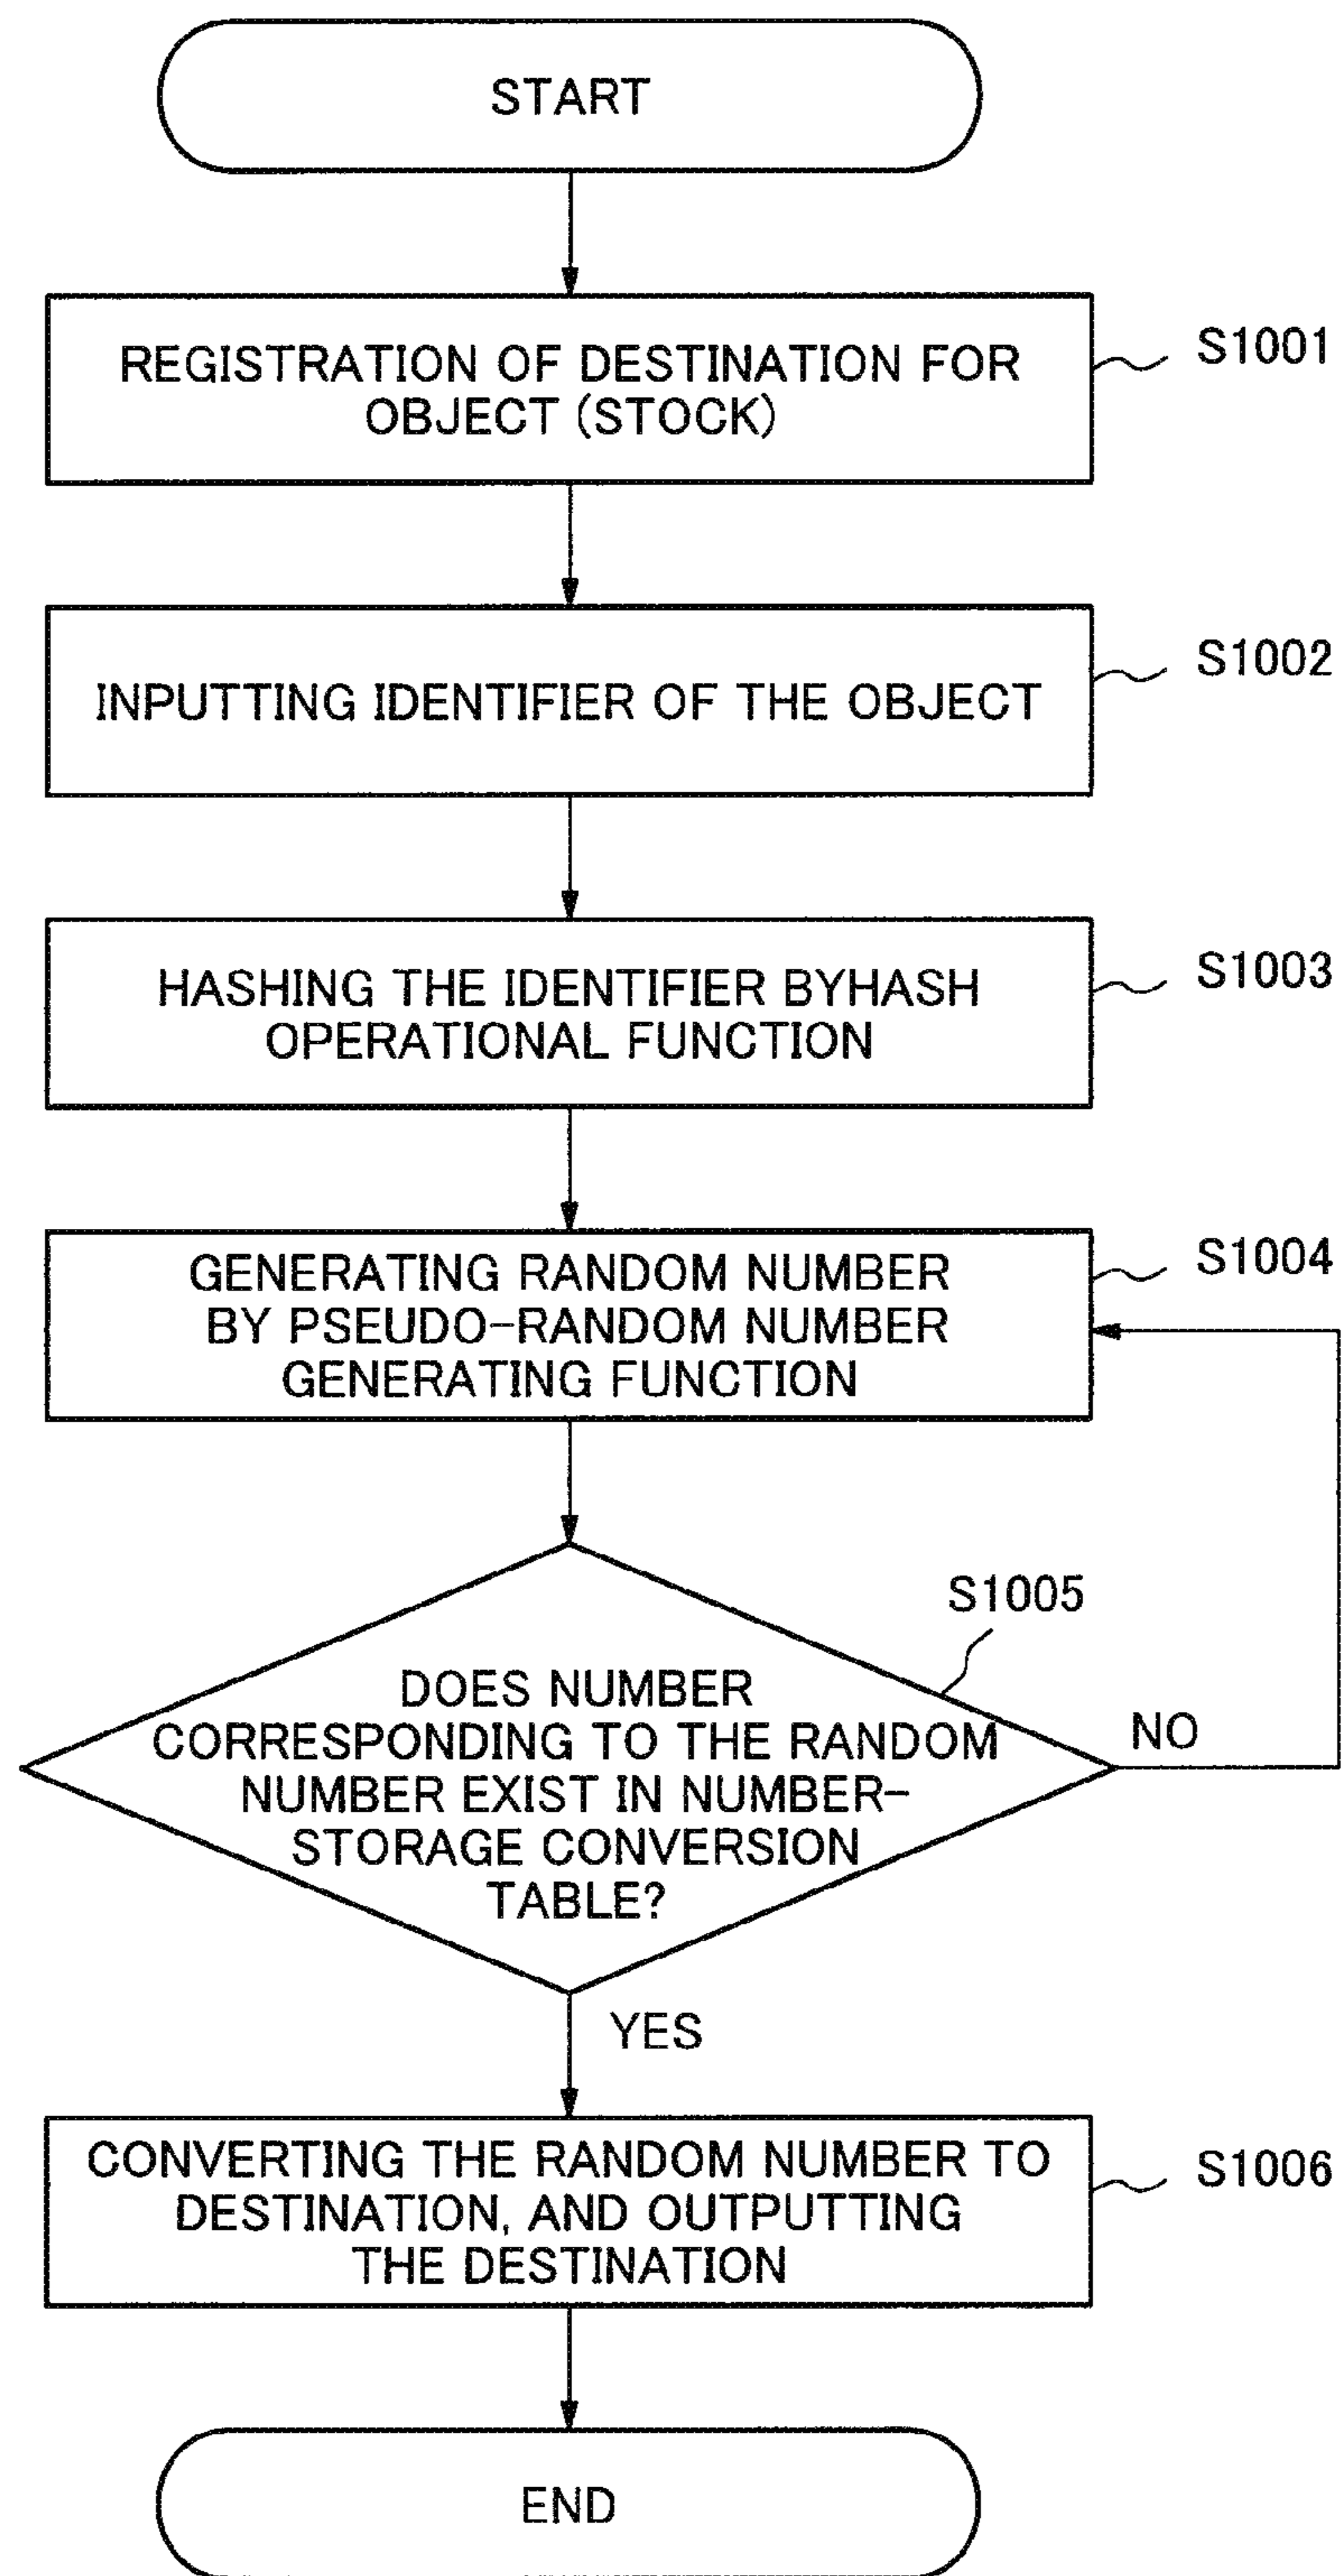 START
REGISTRATION OF DESTINATION FOR
OBJECT (STOCK)
S1001
INPUTTING IDENTIFIER OF THE OBJECT
S1002
HASHING THE IDENTIFIER BYHASH
OPERATIONAL FUNCTION
S1003
GENERATING RANDOM NUMBER
BY PSEUDO-RANDOM NUMBER
GENERATING FUNCTION
S1004
S1005
DOES NUMBER
CORRESPONDING TO THE RANDOM
NUMBER EXIST IN NUMBER-
STORAGE CONVERSION
TABLE?
NO
YES
CONVERTING THE RANDOM NUMBER TO
DESTINATION, AND OUTPUTTING
THE DESTINATION
S1006
END